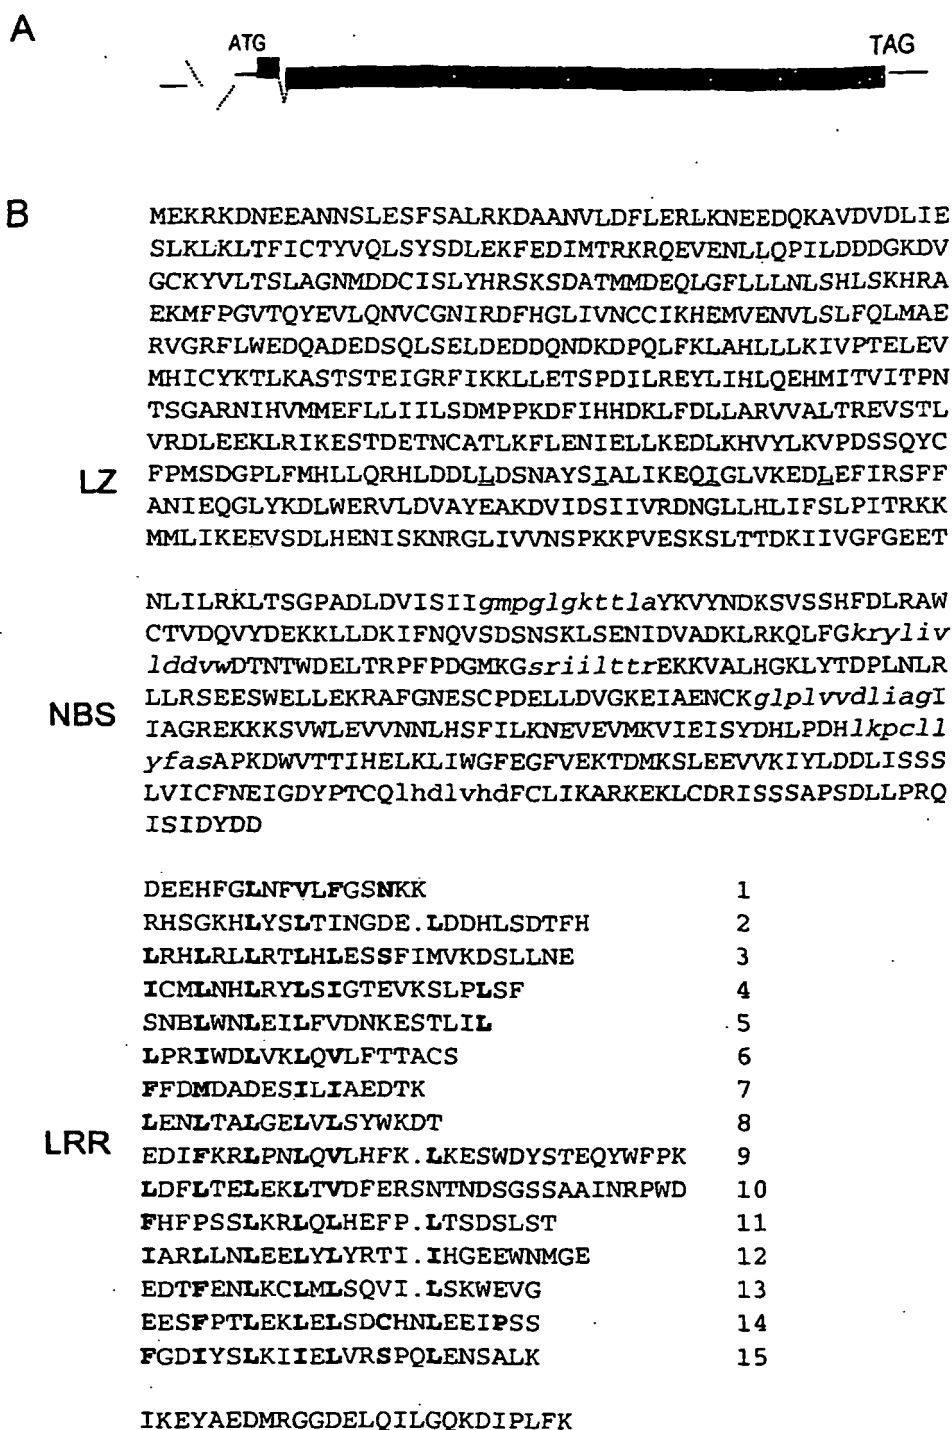 A
ATG TAG
B
MEKRKDNEEANNSLESFSALRKDAANVLDFLERLKNEEDQKAVDVDLIE
SLKLKLTFICTYVQLSYSDLEKFEDIMTRKRQEVENLLQPILDDDGKDV
GCKYVLTSLAGNMDDCISLYHRSKSDATMMDEQLGFLLLNLSHLSKHRA
EKMFPGVTQYEVLQNVCGNIRDFHGLIVNCCIKHEMVENVLSLFQLMAE
RVGRFLWEDQADEDSQLSELDEDDQNDKDPQLFKLAHLLLKIVPTELEV
MHICYKTLKASTSTEIGRFIKKLLETSPDILREYLIHLQEHMITVITPN
TSGARNIHVMMEFLLIILSDMPPKDFIHHDKLFDLLARVVALTREVSTL
VRDLEEKLRIKESTDETNCATLKFLENIELLKEDLKHVYLKVPDSSQYC
LZ FPMSDGPLFMHLLQRHLDDLLDSNAYSIALIKEQIGLVKEDLEFIRSFF
ANIEQGLYKDLWERVLDVAYEAKDVIDSIIVRDNGLLHLIFSLPITRKK
MMLIKEEVSDLHENISKNRGLIVVNSPKKPVESKSLTTDKIIVGFGEET
NLILRKLTSGPADLDVISIIgmpglgkttlaYKVYNDKSVSSHFDLRAW
CTVDQVYDEKKLLDKIFNQVSDSNSKLSENIDVADKLRKQLFGkryliv
lddvwDTNTWDELTRPFPDGMKGsriilttrEKKVALHGKLYTDPLNLR
LLRSEESWELLEKRAFGNESCPDELLDVGKEIAENCKglplvvdliagI
NBS IAGREKKKSVWLEVVNNLHSFILKNEVEVMKVIEISYDHLPDHlkpcll
yfasAPKDWVTTIHELKLIWGFEGFVEKTDMKSLEEVVKIYLDDLISSS
LVICFNEIGDYPTCQlhdlvhdFCLIKARKEKLCDRISSSAPSDLLPRQ
ISIDYDD
DEEHFGLNFVLFGSNKK 1
RHSGKHLYSLTINGDE.LDDHLSDTFH 2
LRHLRLLRTLHLESSFIMVKDSLLNE 3
ICMLNHLRYLSIGTEVKSLPLSF 4
SNBLWNLEILFVDNKESTLIL 5
LPRIWDLVKLQVLFTTACS 6
FFDMDADESILIAEDTK 7
LENLTALGELVLSYWKDT 8
LRR EDIFKRLPNLQVLHFK.LKESWDYSTEQYWFPK 9
LDFLTELEKLTVDFERSNTNDSGSSAAINRPWD 10
FHFPSSLKRLQLHEFP.LTSDSLST 11
IARLLNLEELYLYRTI.IHGEEWNMGE 12
EDTFENLKCLMLSQVI.LSKWEVG 13
EESFPTLEKLELSDCHNLEEIPSS 14
FGDIYSLKIIELVRSPQLENSALK 15
IKEYAEDMRGGDELQILGQKDIPLFK